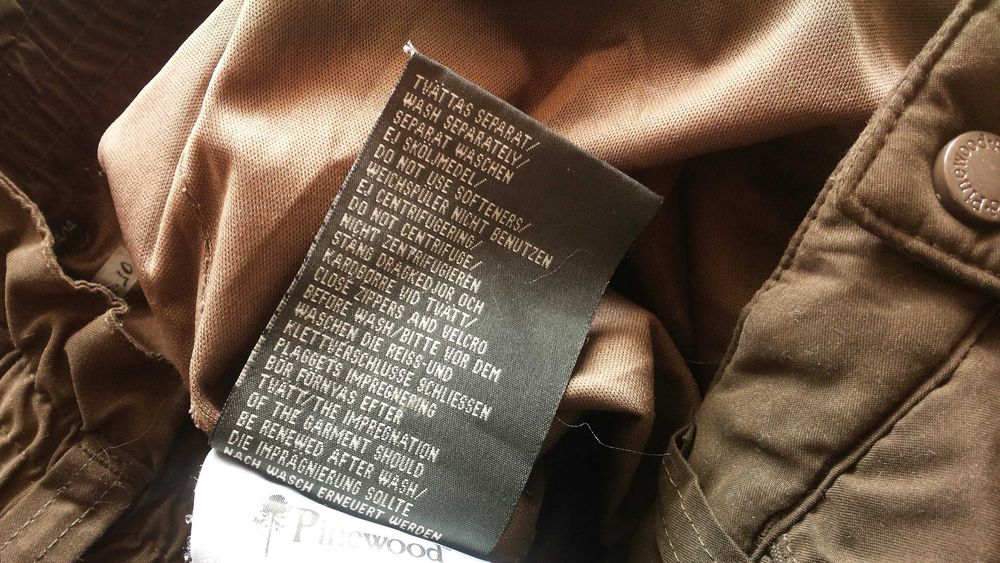 TVÄTTAS SEPARAT/
WASH SEPARATELY/
SEPARAT WASCHEN
EJ SKÖLJMEDEL/
DO NOT USE SOFTENERS/
WEICHSPÜLER NICHT BENUTZEN
EJ CENTRIFUGERING/
DO NOT CENTRIFUGE/
NICHT ZENTRIFUGIEREN
STÄNG DRAGKEDJOR OCH
KARDBORRE VID TVÄTT/
CLOSE ZIPPERS AND VELCRO
BEFORE WASH/BITTE VOR DEM
WASCHEN DIE REISS-UND
KLETTVERSCHLUSSE SCHLIESSEN
PLAGGETS IMPREGNERING
BÖR FÖRNYAS EFTER
TVÄTT/THE IMPREGNATION
OF THE GARMENT SHOULD
BE RENEWED AFTER WASH/
DIE IMPRÄGNIERUNG SOLLTE
NACH WASCH ERNEUERT WERDEN
Pinewood
Pinewood